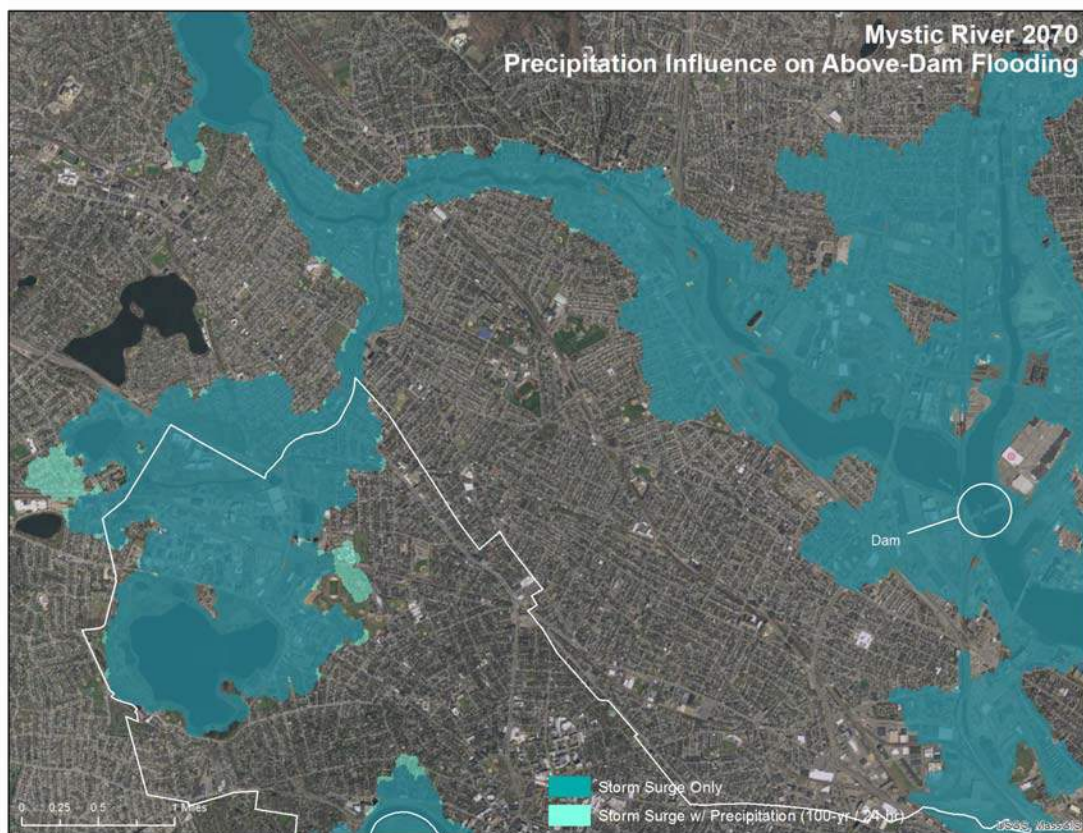 Mystic River 2070
Precipitation Influence on Above-Dam Flooding
Dam
0 0.25 0.5 1 Miles
Storm Surge Only
Storm Surge w/ Precipitation (100-yr / 24 hr)